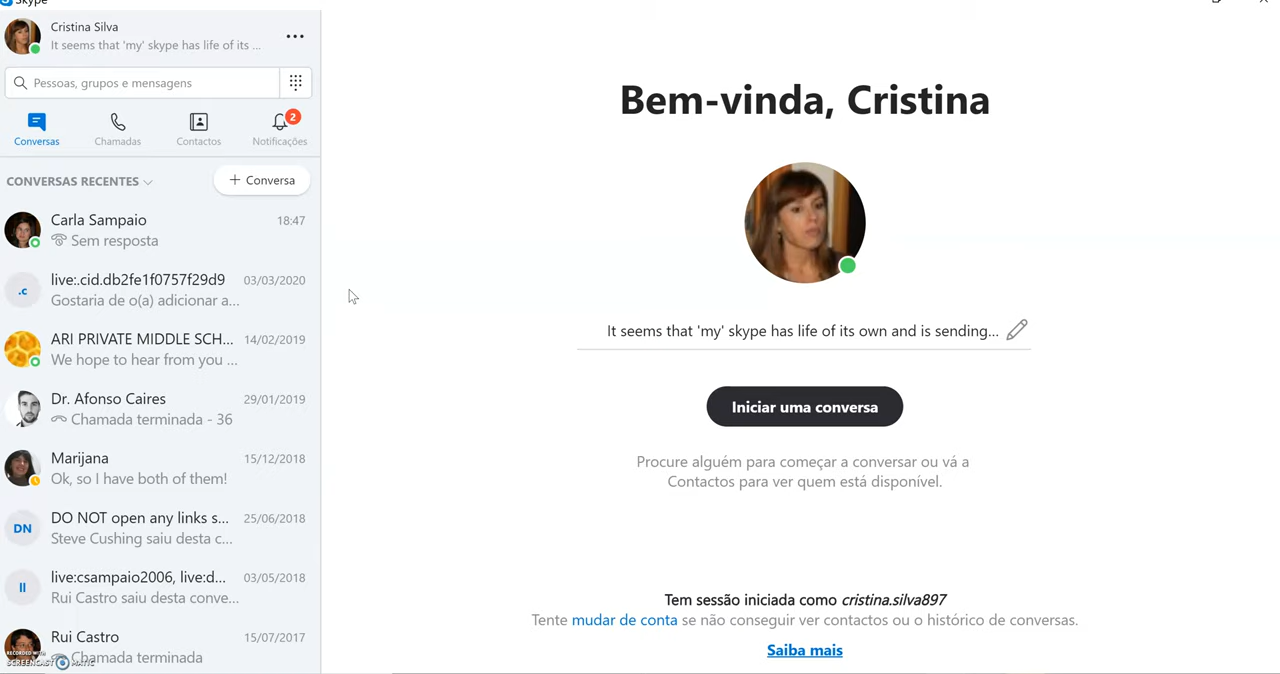 Skype
Cristina Silva
It seems that 'my' skype has life of its ...
Pessoas, grupos e mensagens
2
Conversas
Chamadas
Contactos
Notificações
CONVERSAS RECENTES
+ Conversa
Carla Sampaio 18:47
Sem resposta
.c
live:.cid.db2fe1f0757f29d9 03/03/2020
Gostaria de o(a) adicionar a...
ARI PRIVATE MIDDLE SCH... 14/02/2019
We hope to hear from you ...
Dr. Afonso Caires 29/01/2019
Chamada terminada - 36
Marijana 15/12/2018
Ok, so I have both of them!
DN
DO NOT open any links s... 25/06/2018
Steve Cushing saiu desta c...
ll
live:csampaio2006, live:d... 03/05/2018
Rui Castro saiu desta conve...
Rui Castro 15/07/2017
Chamada terminada
RECORDED WITH
SCREENCAST MATIC
Bem-vinda, Cristina
It seems that 'my' skype has life of its own and is sending...
Iniciar uma conversa
Procure alguém para começar a conversar ou vá a
Contactos para ver quem está disponível.
Tem sessão iniciada como cristina.silva897
Tente mudar de conta se não conseguir ver contactos ou o histórico de conversas.
Saiba mais